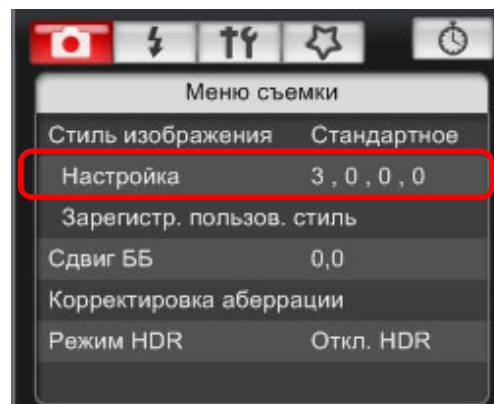 Меню съемки
Стиль изображения Стандартное
Настройка 3 , 0 , 0 , 0
Зарегистр. пользов. стиль
Сдвиг ББ 0,0
Корректировка аберрации
Режим HDR Откл. HDR